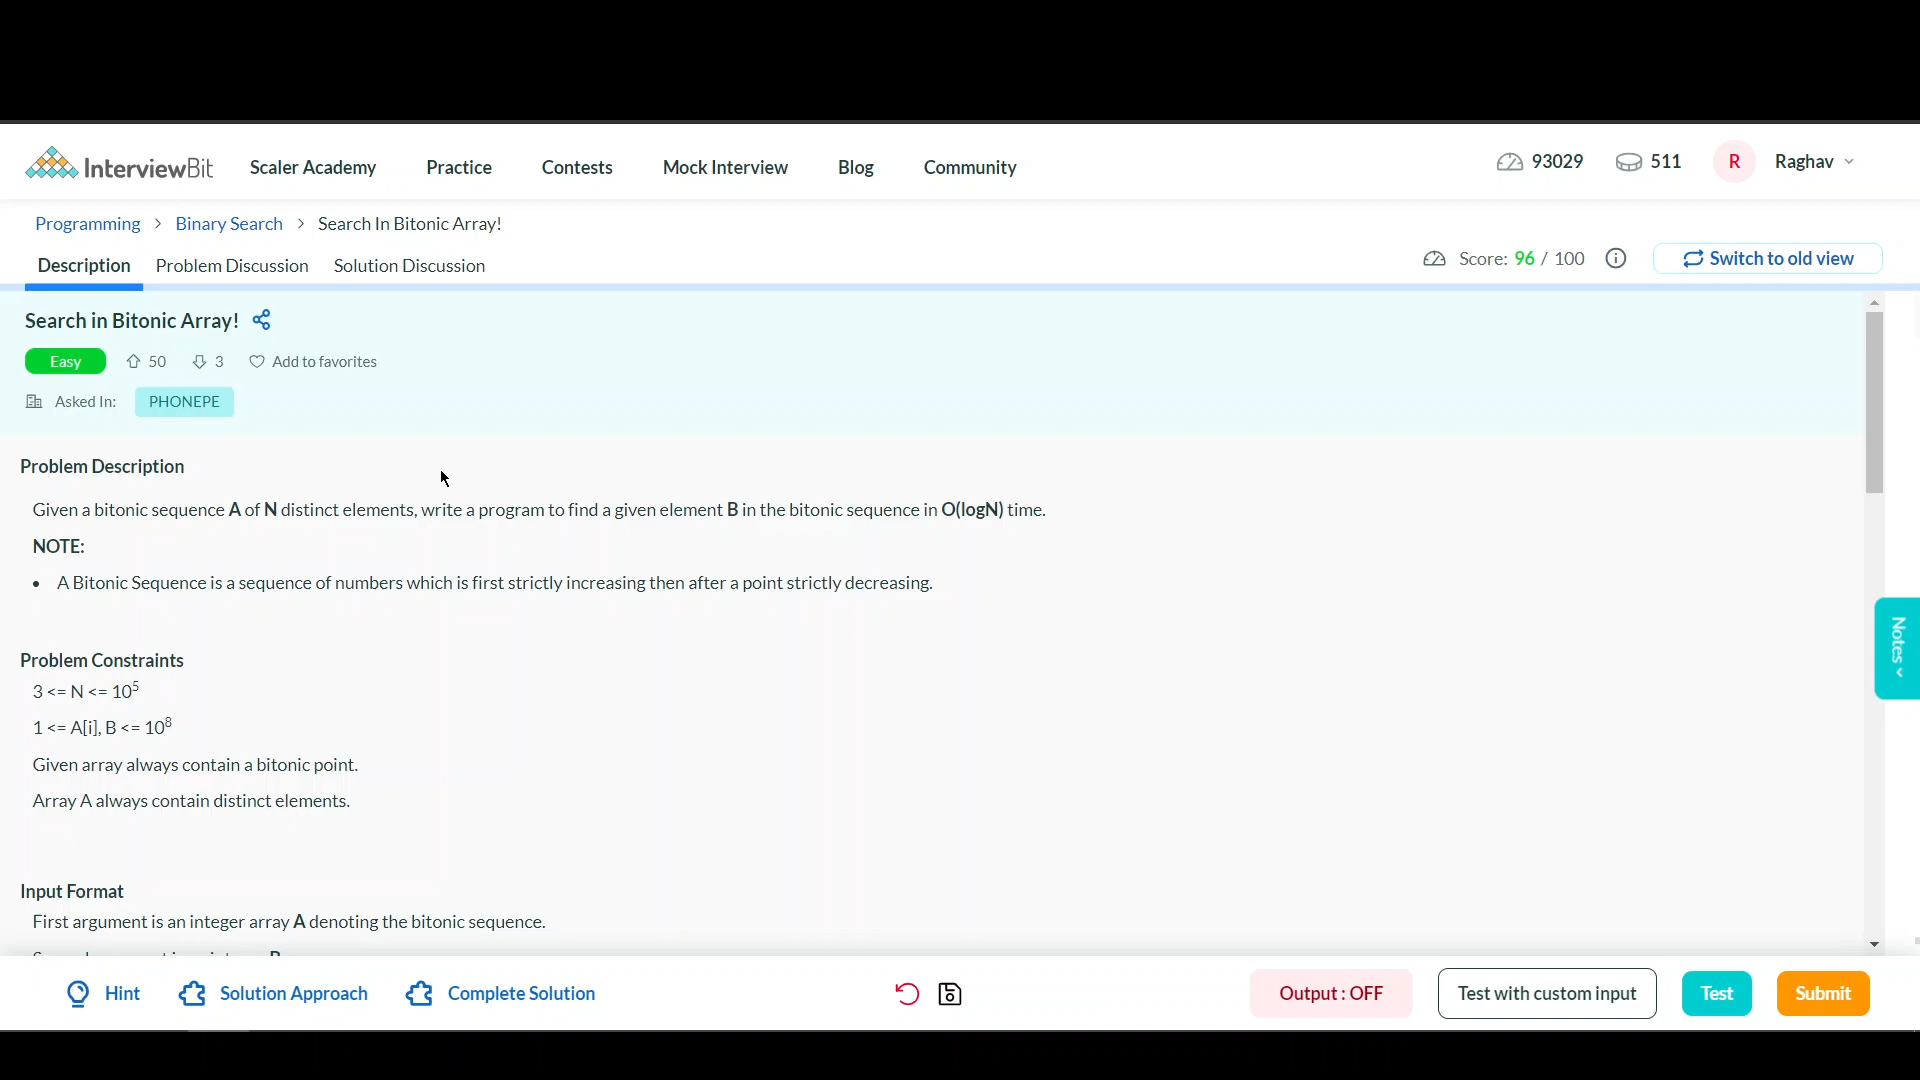 InterviewBit Scaler Academy Practice Contests Mock Interview Blog Community 93029 511 R Raghav
Programming > Binary Search > Search In Bitonic Array!
Description Problem Discussion Solution Discussion Score: 96 / 100 Switch to old view
Search in Bitonic Array!
Easy 50 3 Add to favorites
Asked In: PHONEPE
Problem Description
Given a bitonic sequence A of N distinct elements, write a program to find a given element B in the bitonic sequence in O(logN) time.
NOTE:
• A Bitonic Sequence is a sequence of numbers which is first strictly increasing then after a point strictly decreasing.
Notes
Problem Constraints
3 <= N <= 10⁵
1 <= A[i], B <= 10⁸
Given array always contain a bitonic point.
Array A always contain distinct elements.
Input Format
First argument is an integer array A denoting the bitonic sequence.
Hint Solution Approach Complete Solution Output : OFF Test with custom input Test Submit